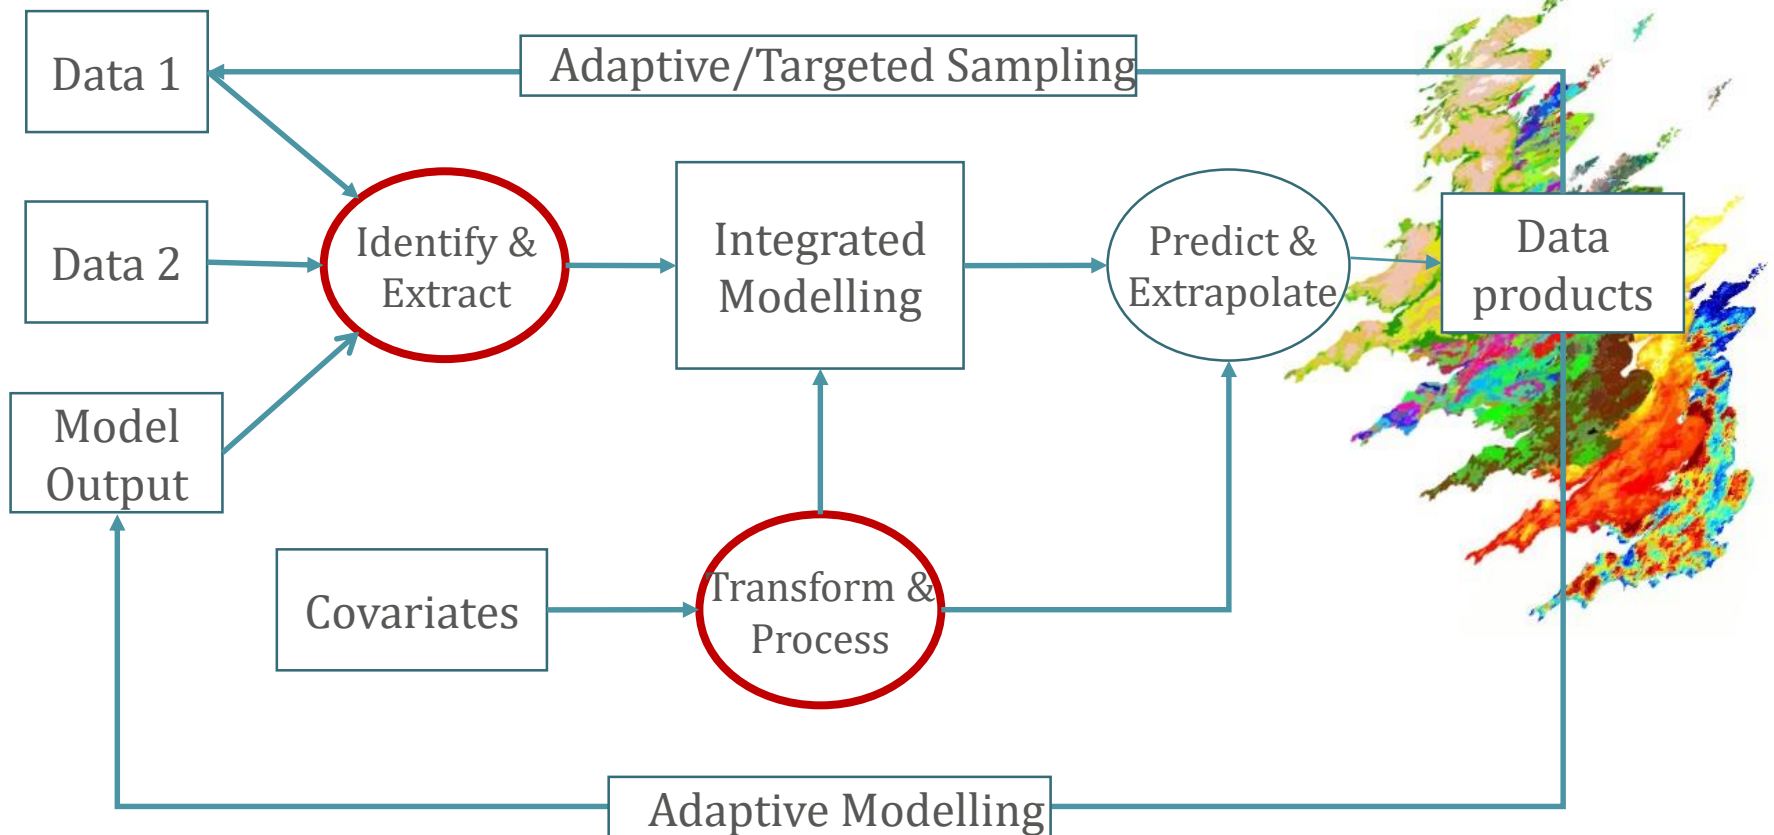 Data 1
Adaptive/Targeted Sampling
Data 2
Identify &
Extract
Integrated
Modelling
Predict &
Extrapolate
Data
products
Model
Output
Covariates
Transform &
Process
Adaptive Modelling